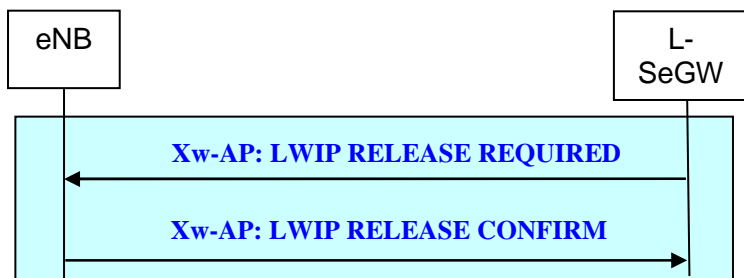 eNB
L-
SeGW
Xw-AP: LWIP RELEASE REQUIRED
Xw-AP: LWIP RELEASE CONFIRM